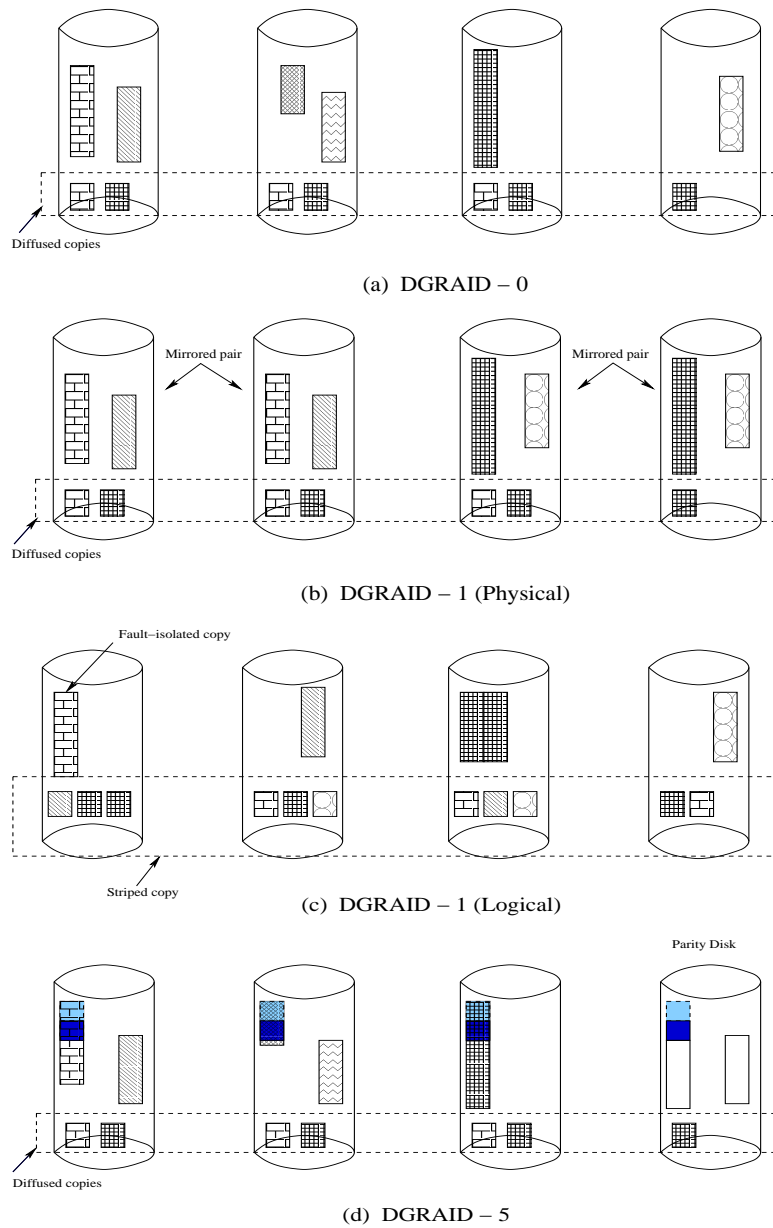 Diffused copies
(a) DGRAID – 0
Mirrored pair
Mirrored pair
Diffused copies
(b) DGRAID – 1 (Physical)
Fault–isolated copy
Striped copy
(c) DGRAID – 1 (Logical)
Parity Disk
Diffused copies
(d) DGRAID – 5